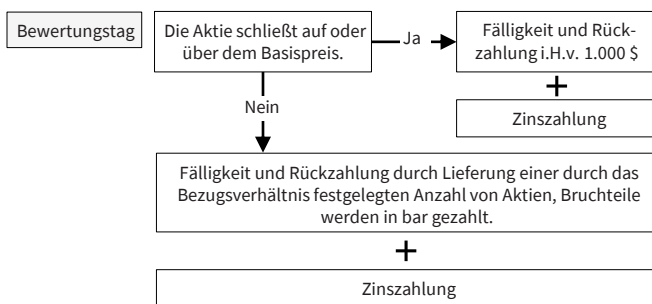 Bewertungstag
Die Aktie schließt auf oder
über dem Basispreis.
Ja
Fälligkeit und Rück-
zahlung i.H.v. 1.000 $
+
Zinszahlung
Nein
Fälligkeit und Rückzahlung durch Lieferung einer durch das
Bezugsverhältnis festgelegten Anzahl von Aktien, Bruchteile
werden in bar gezahlt.
+
Zinszahlung